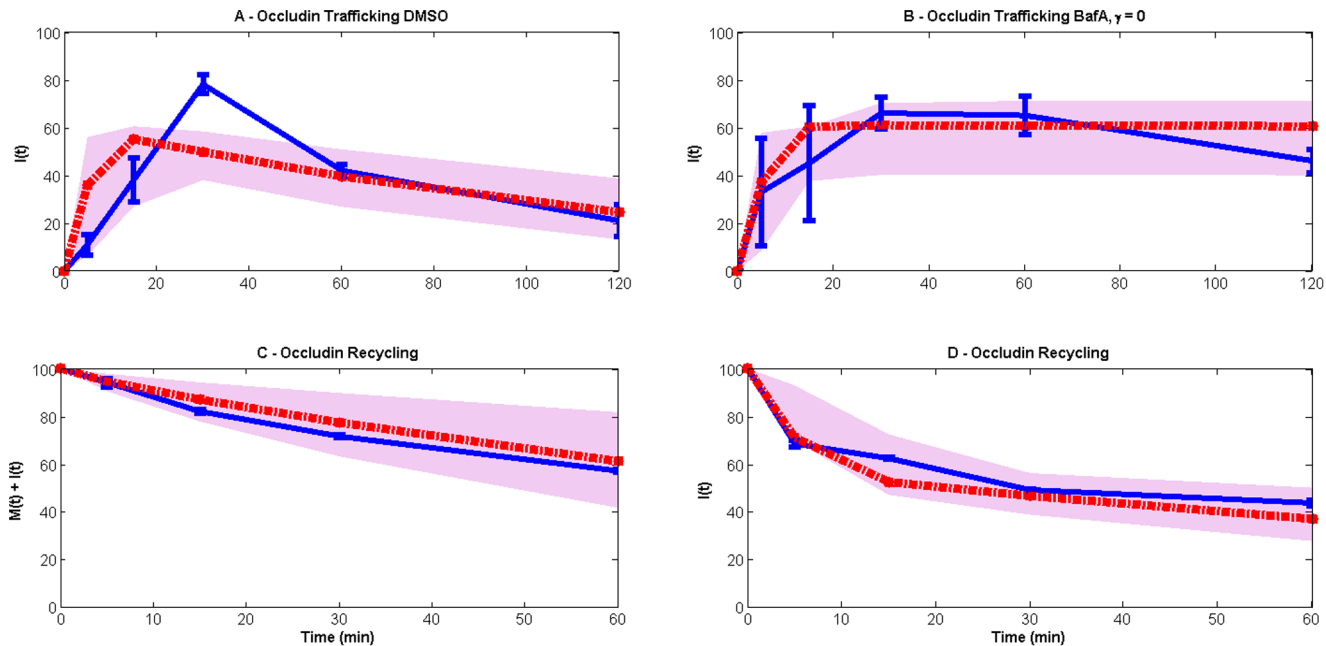 A - Occludin Trafficking DMSO
100
80
60
40
20
0
I(t)
0 20 40 60 80 100 120
B - Occludin Trafficking BafA, γ = 0
100
80
60
40
20
0
I(t)
0 20 40 60 80 100 120
C - Occludin Recycling
100
80
60
40
20
0
M(t) + I(t)
0 10 20 30 40 50 60
Time (min)
D - Occludin Recycling
100
80
60
40
20
0
I(t)
0 10 20 30 40 50 60
Time (min)